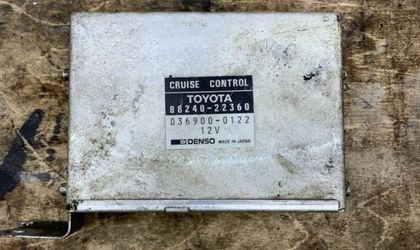 CRUISE CONTROL
TOYOTA
88240-22360
036900-0122
12V
DENSO MADE IN JAPAN